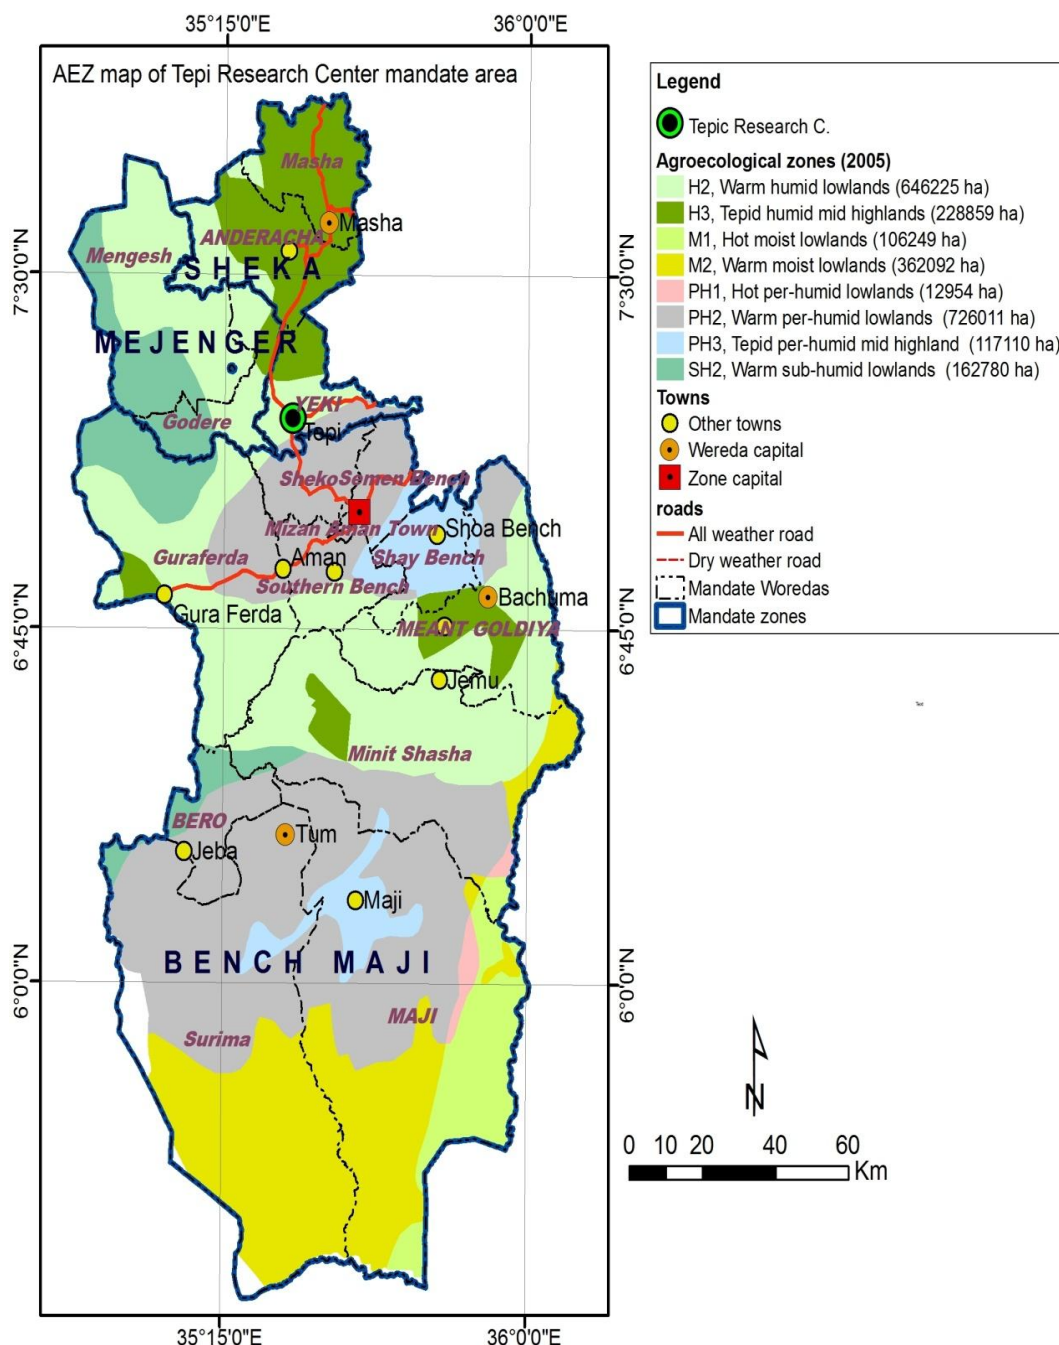 35°15'0"E
36°0'0"E
AEZ map of Tepi Research Center mandate area
Masha
Masha
ANDERACHA
Mengesh
SHEKA
7°30'0"N
7°30'0"N
MEJENGER
YEKI
Godere
Tepi
Sheko
Semen Bench
Mizan Aman Town
Shoa Bench
Guraferda
Aman
Shay Bench
Southern Bench
Gura Ferda
Bachuma
MEANT GOLDIYA
6°45'0"N
6°45'0"N
Jemu
Minit Shasha
BERO
Tum
Jeba
Maji
BENCH MAJI
6°0'0"N
6°0'0"N
MAJI
Surima
35°15'0"E
36°0'0"E
Legend
Tepic Research C.
Agroecological zones (2005)
H2, Warm humid lowlands (646225 ha)
H3, Tepid humid mid highlands (228859 ha)
M1, Hot moist lowlands (106249 ha)
M2, Warm moist lowlands (362092 ha)
PH1, Hot per-humid lowlands (12954 ha)
PH2, Warm per-humid lowlands (726011 ha)
PH3, Tepid per-humid mid highland (117110 ha)
SH2, Warm sub-humid lowlands (162780 ha)
Towns
Other towns
Wereda capital
Zone capital
roads
All weather road
Dry weather road
Mandate Woredas
Mandate zones
N
0 10 20 40 60
Km